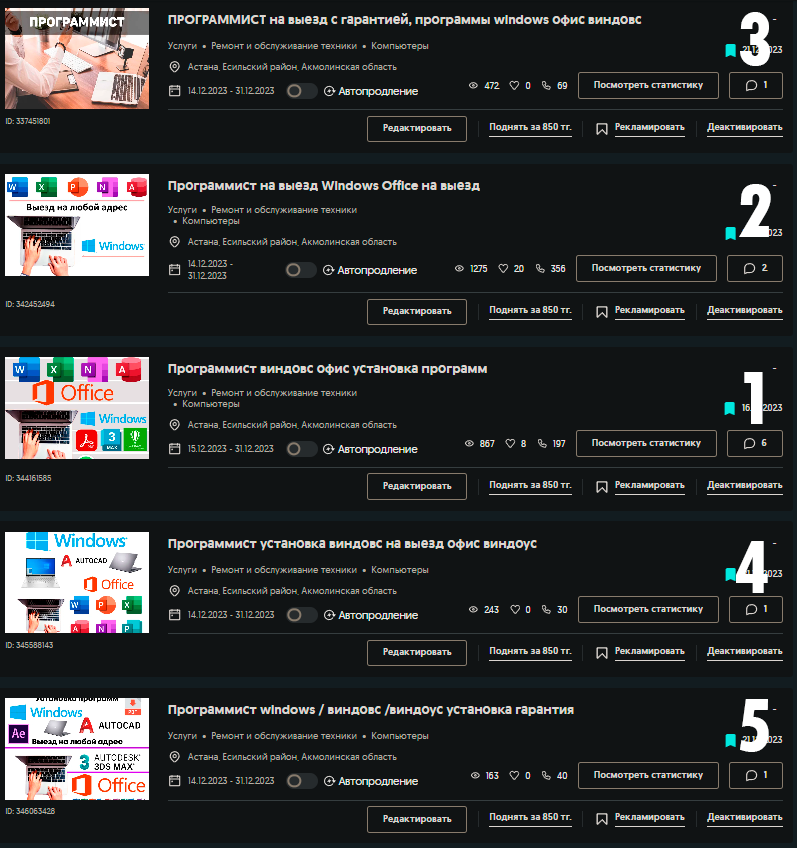 ПРОГРАММИСТ
ПРОГРАММИСТ на выезд с гарантией, программы windows офис виндовс
3
-
Услуги • Ремонт и обслуживание техники • Компьютеры
Астана, Есильский район, Акмолинская область
14.12.2023 - 31.12.2023
Автопродление
472
0
69
Посмотреть статистику
1
ID: 337451801
Редактировать
Поднять за 850 тг.
Рекламировать
Деактивировать
Выезд на любой адрес
Windows
Программист на выезд Windows Office на выезд
2
-
Услуги • Ремонт и обслуживание техники
• Компьютеры
Астана, Есильский район, Акмолинская область
14.12.2023 -
31.12.2023
Автопродление
1275
20
356
Посмотреть статистику
2
ID: 342452494
Редактировать
Поднять за 850 тг.
Рекламировать
Деактивировать
Office
Windows
Программист виндовс офис установка программ
1
-
Услуги • Ремонт и обслуживание техники
• Компьютеры
Астана, Есильский район, Акмолинская область
15.12.2023 - 31.12.2023
Автопродление
867
8
197
Посмотреть статистику
6
ID: 344161585
Редактировать
Поднять за 850 тг.
Рекламировать
Деактивировать
Windows
AUTOCAD
Office
Программист установка виндовс на выезд офис виндоус
4
-
Услуги • Ремонт и обслуживание техники • Компьютеры
Астана, Есильский район, Акмолинская область
14.12.2023 - 31.12.2023
Автопродление
243
0
30
Посмотреть статистику
1
ID: 345588143
Редактировать
Поднять за 850 тг.
Рекламировать
Деактивировать
Установка программ
Windows
Ae
AUTOCAD
Выезд на любой адрес
AUTODESK
3DS MAX
Office
Программист windows / виндовс /виндоус установка гарантия
5
-
Услуги • Ремонт и обслуживание техники • Компьютеры
Астана, Есильский район, Акмолинская область
14.12.2023 - 31.12.2023
Автопродление
163
0
40
Посмотреть статистику
1
ID: 346063428
Редактировать
Поднять за 850 тг.
Рекламировать
Деактивировать